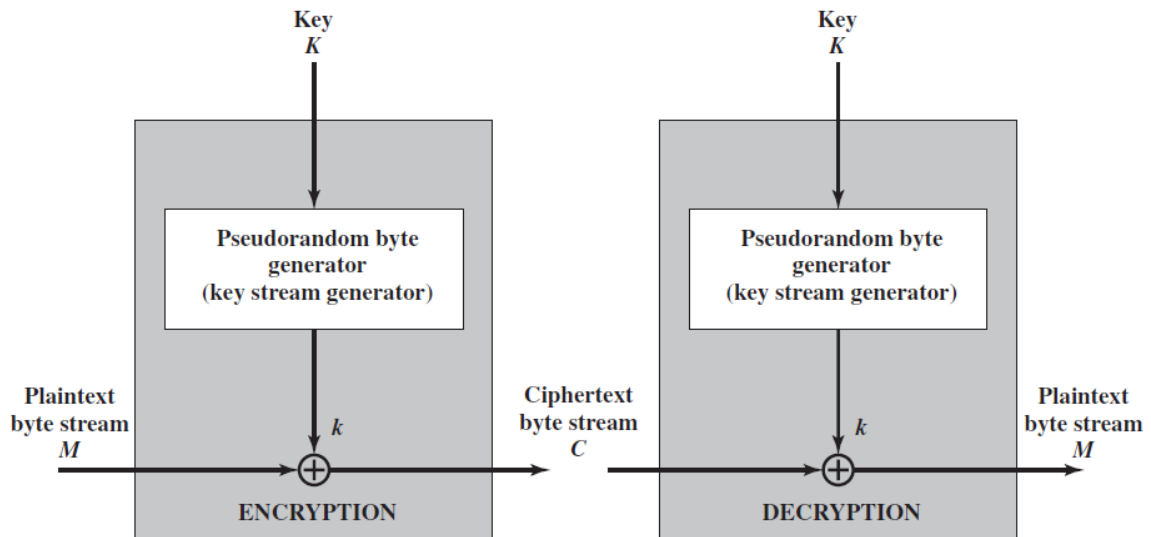 Key
K
Pseudorandom byte
generator
(key stream generator)
Plaintext
byte stream
M
k
ENCRYPTION
Ciphertext
byte stream
C
Key
K
Pseudorandom byte
generator
(key stream generator)
k
DECRYPTION
Plaintext
byte stream
M